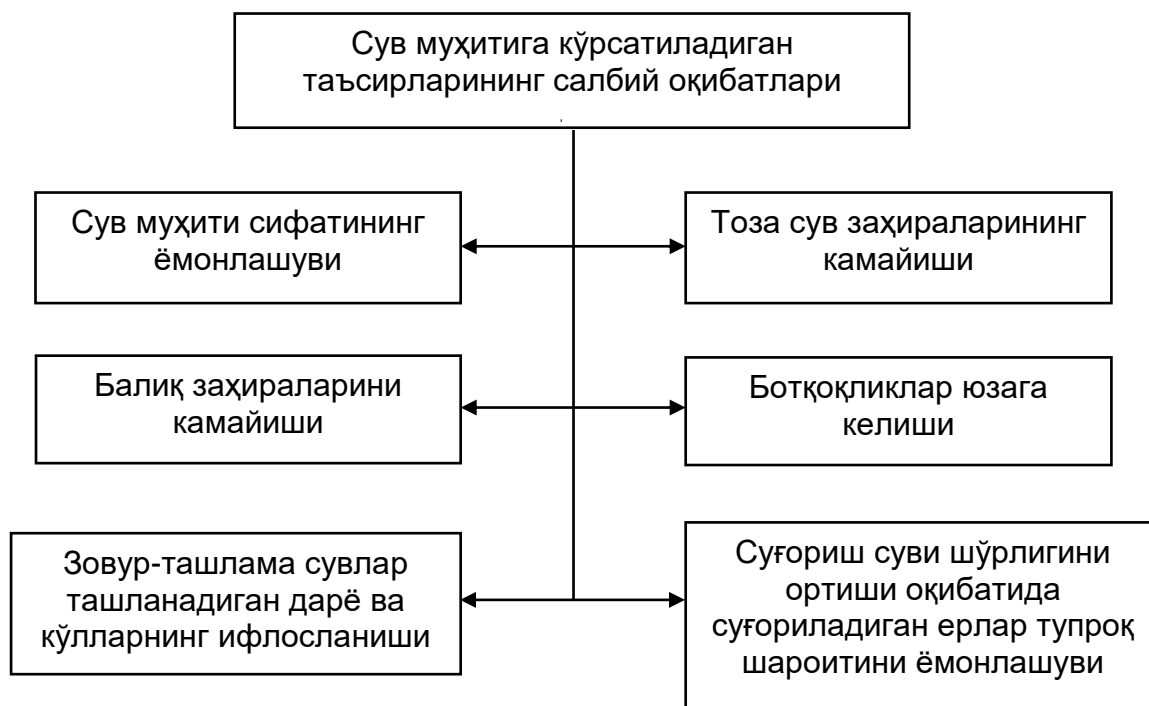 Сув муҳитига кўрсатиладиган
таъсирларининг салбий оқибатлари
Сув муҳити сифатининг
ёмонлашуви
Тоза сув заҳираларининг
камайиши
Балиқ заҳираларини
камайиши
Ботқоқликлар юзага
келиши
Зовур-ташлама сувлар
ташланадиган дарё ва
кўлларнинг ифлосланиши
Суғориш суви шўрлигини
ортиши оқибатида
суғориладиган ерлар тупроқ
шароитини ёмонлашуви